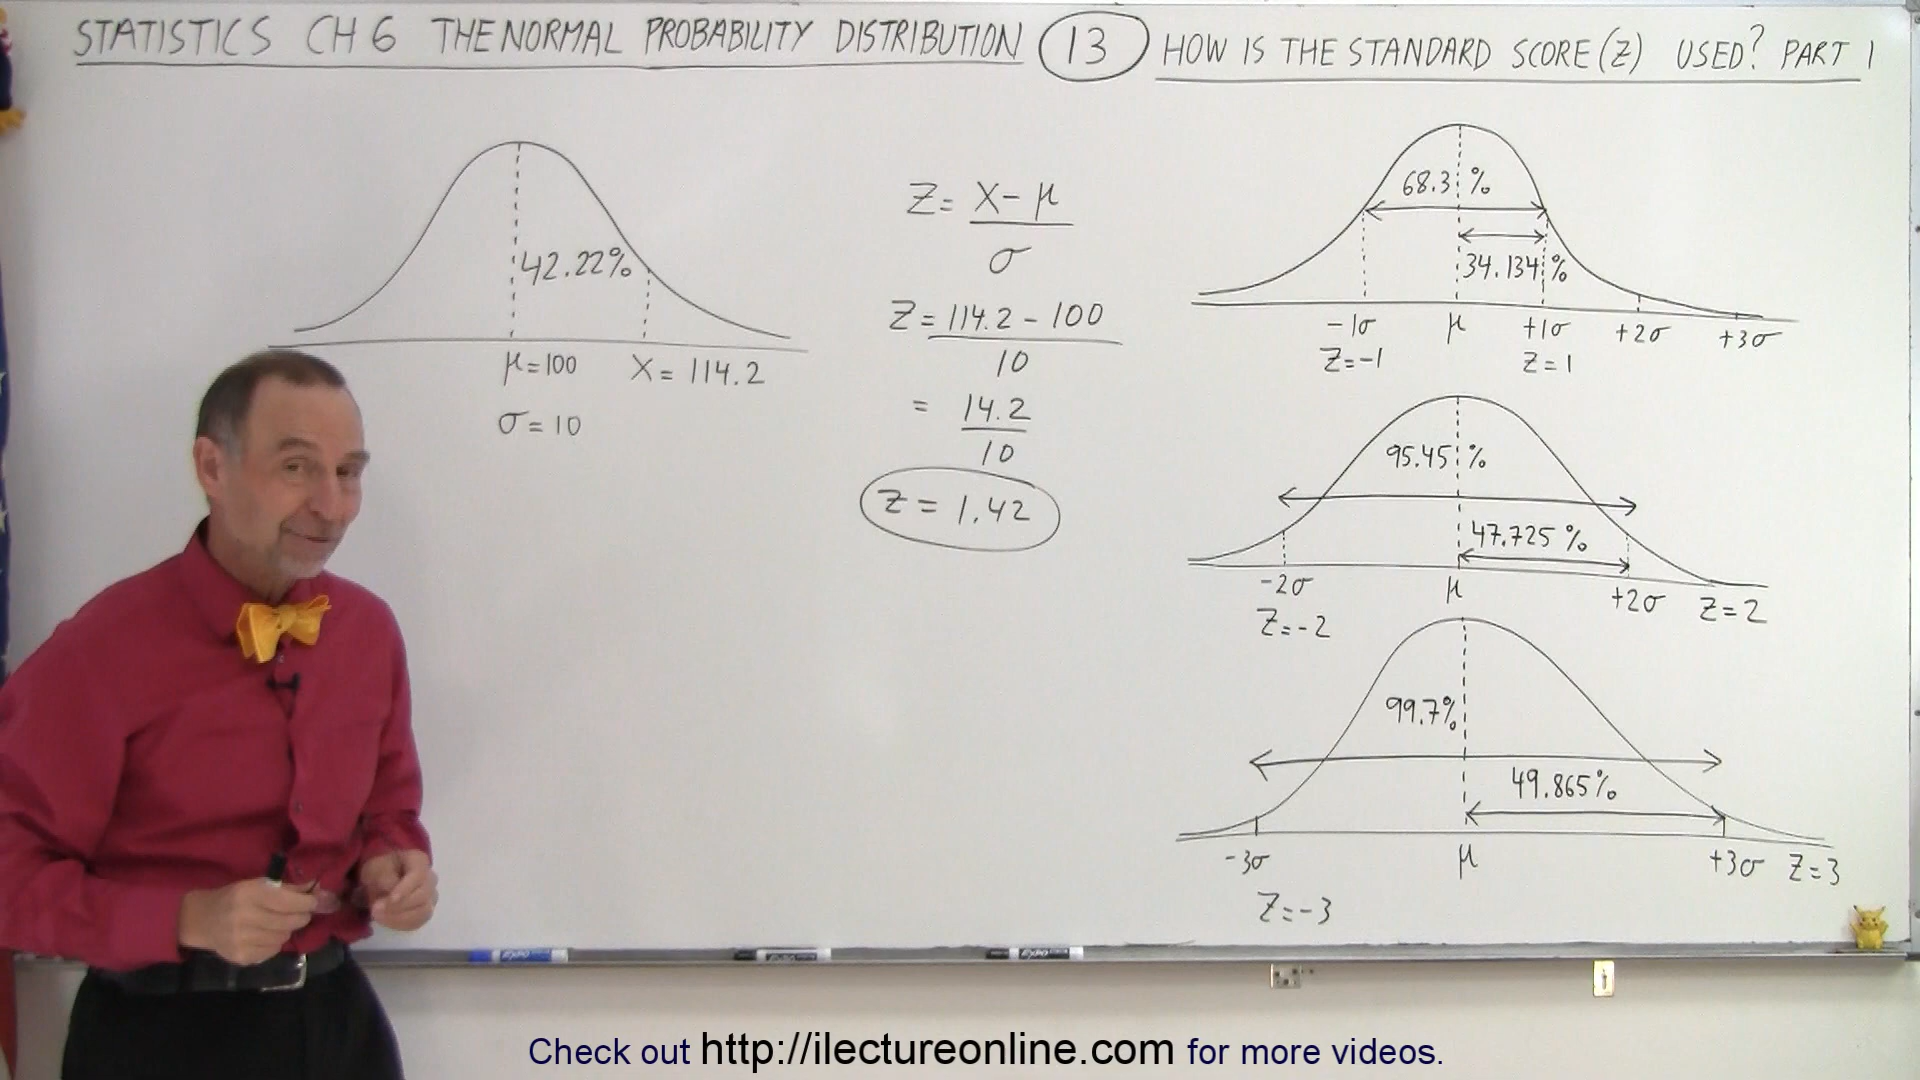 STATISTICS CH 6 THE NORMAL PROBABILITY DISTRIBUTION 13 HOW IS THE STANDARD SCORE (Z) USED? PART 1
42.22%
μ=100 X = 114.2
σ = 10
Z = X - μ
σ
Z = 114.2 - 100
10
= 14.2
10
Z = 1.42
68.3 %
34.134 %
-1σ μ +1σ +2σ +3σ
Z=-1 Z=1
95.45 %
47.725 %
-2σ μ +2σ Z=2
Z=-2
99.7%
49.865%
-3σ μ +3σ Z=3
Z=-3
Check out http://ilectureonline.com for more videos.